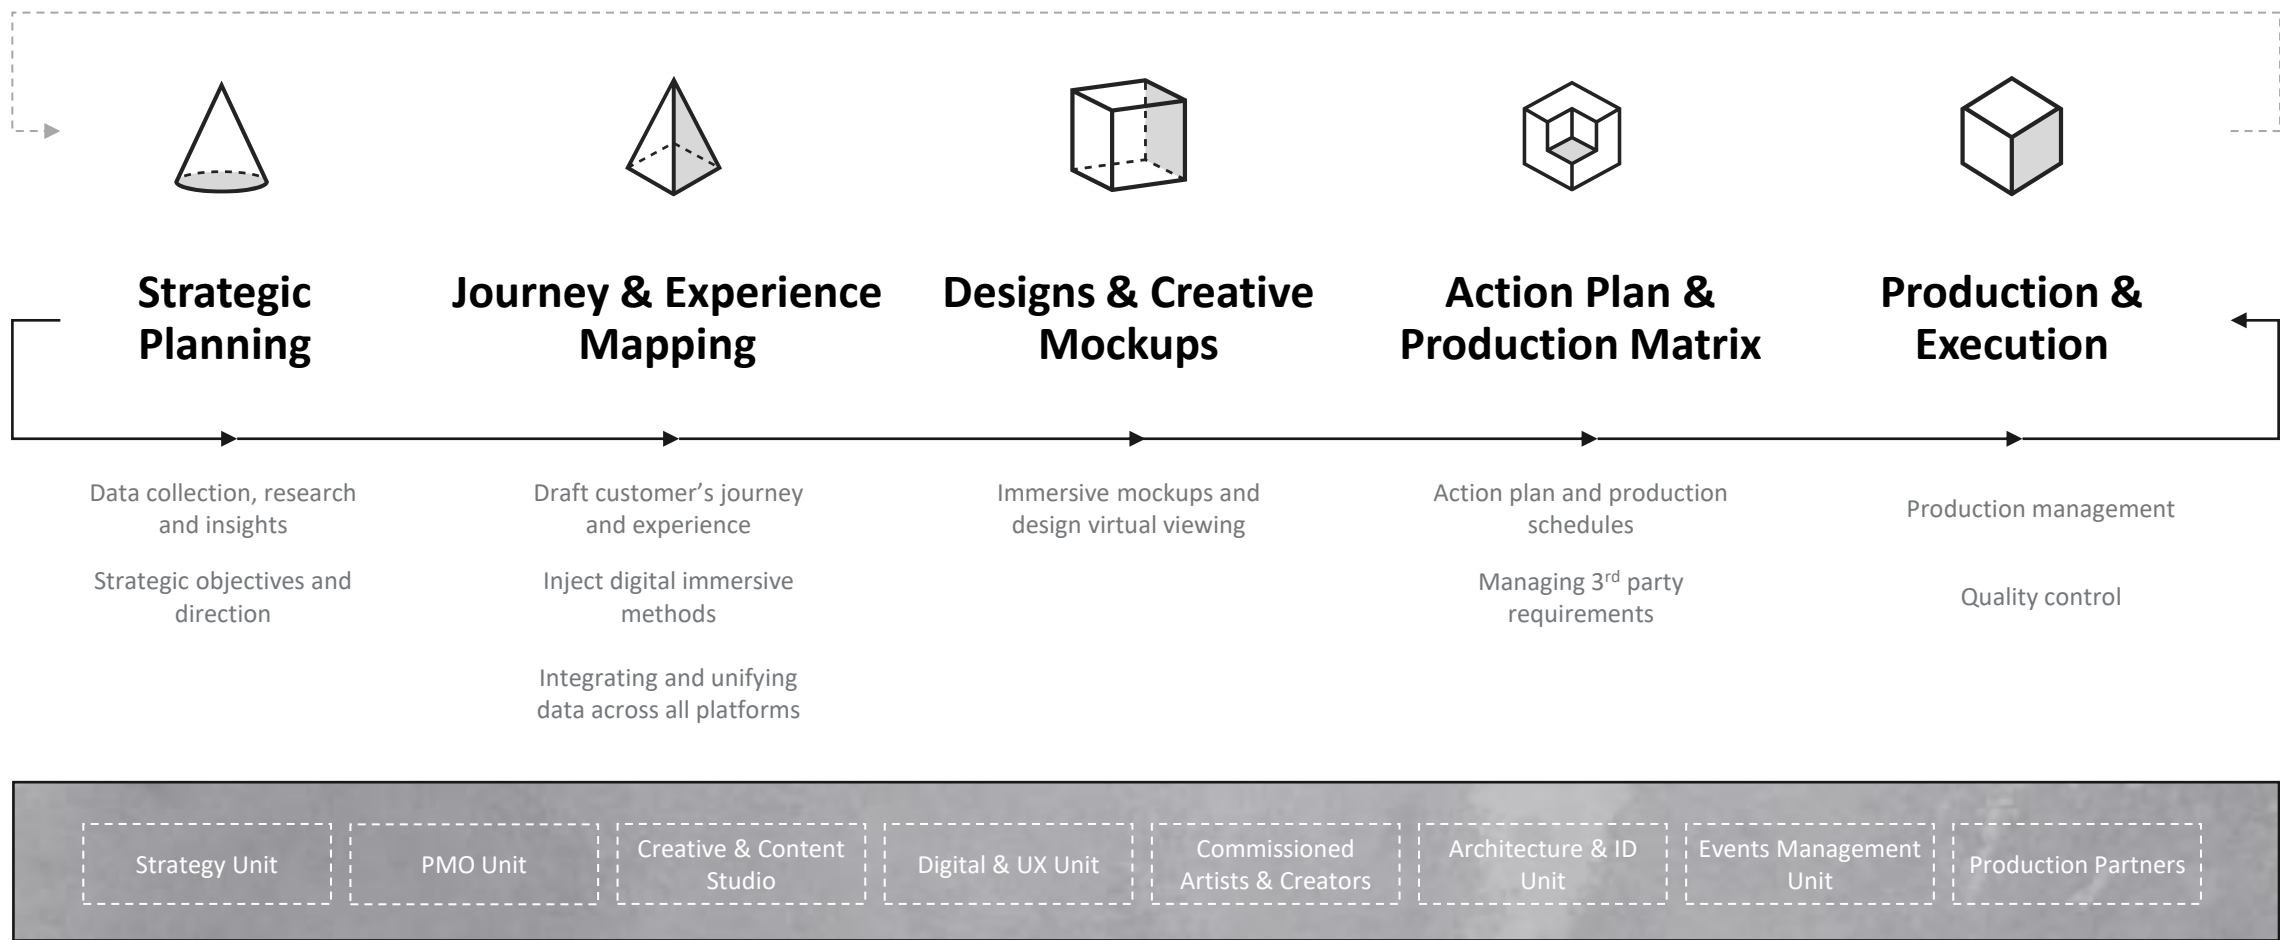 Strategic
Planning
Journey & Experience
Mapping
Designs & Creative
Mockups
Action Plan &
Production Matrix
Production &
Execution
Data collection, research
and insights
Strategic objectives and
direction
Draft customer’s journey
and experience
Inject digital immersive
methods
Integrating and unifying
data across all platforms
Immersive mockups and
design virtual viewing
Action plan and production
schedules
Managing 3rd party
requirements
Production management
Quality control
Strategy Unit
PMO Unit
Creative & Content
Studio
Digital & UX Unit
Commissioned
Artists & Creators
Architecture & ID
Unit
Events Management
Unit
Production Partners